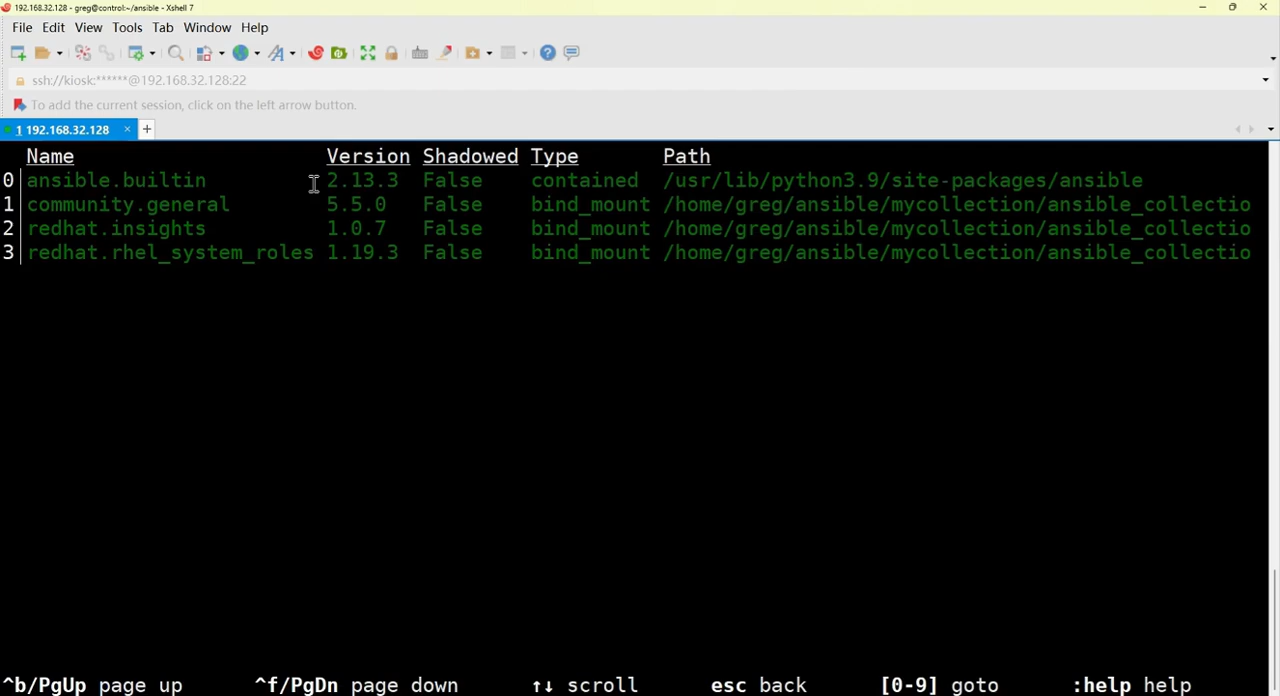 192.168.32.128 - greg@control:~/ansible - Xshell 7
File Edit View Tools Tab Window Help
ssh://kiosk:******@192.168.32.128:22
To add the current session, click on the left arrow button.
1 192.168.32.128
Name Version Shadowed Type Path
0 ansible.builtin 2.13.3 False contained /usr/lib/python3.9/site-packages/ansible
1 community.general 5.5.0 False bind_mount /home/greg/ansible/mycollection/ansible_collectio
2 redhat.insights 1.0.7 False bind_mount /home/greg/ansible/mycollection/ansible_collectio
3 redhat.rhel_system_roles 1.19.3 False bind_mount /home/greg/ansible/mycollection/ansible_collectio
^b/PgUp page up ^f/PgDn page down ↑↓ scroll esc back [0-9] goto :help help